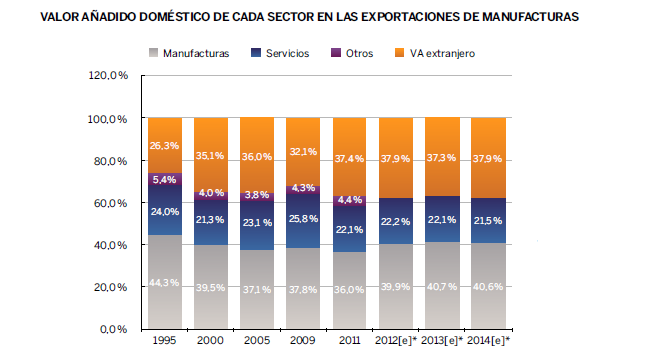 VALOR AÑADIDO DOMÉSTICO DE CADA SECTOR EN LAS EXPORTACIONES DE MANUFACTURAS
Manufacturas Servicios Otros VA extranjero
120,0%
100,0%
80,0%
60,0%
40,0%
20,0%
0,0%
26,3% 35,1% 36,0% 32,1% 37,4% 37,9% 37,3% 37,9%
5,4% 4,0% 3,8% 4,3% 4,4%
24,0% 21,3% 23,1% 25,8% 22,1% 22,2% 22,1% 21,5%
44,3% 39,5% 37,1% 37,8% 36,0% 39,9% 40,7% 40,6%
1995 2000 2005 2009 2011 2012[e]* 2013[e]* 2014[e]*